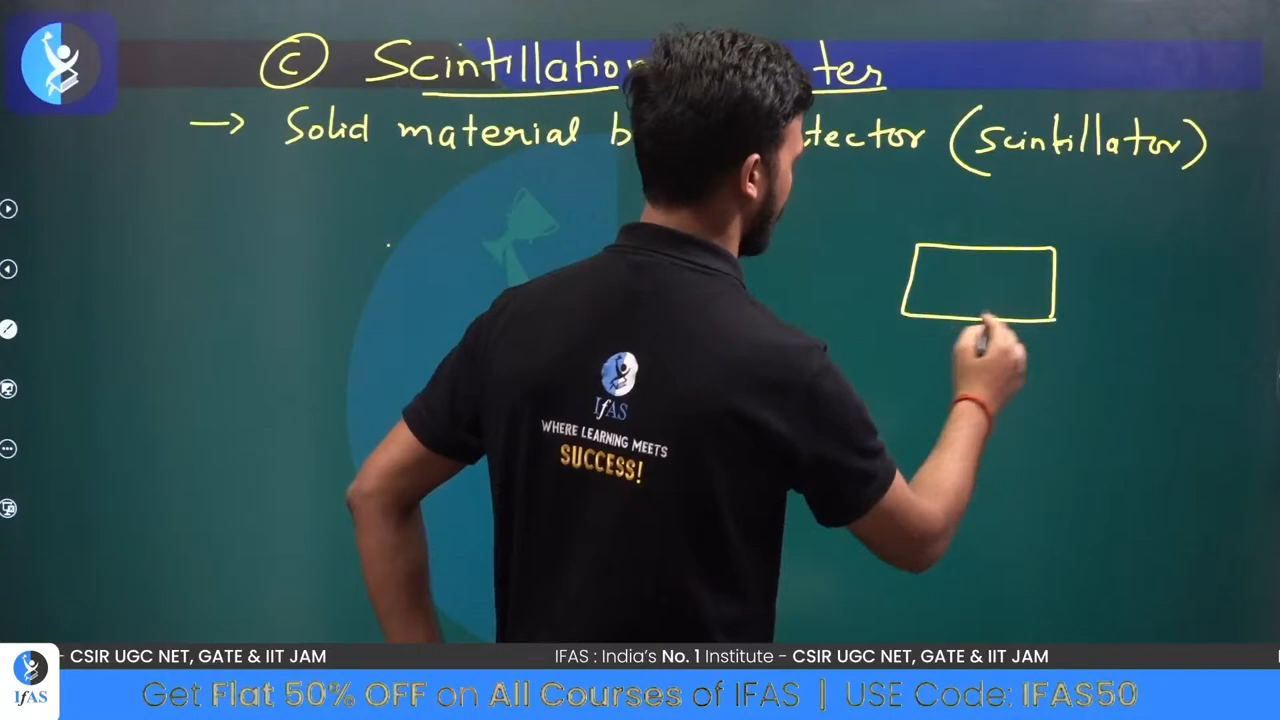 C Scintillation ter
→ Solid material b tector (scintillator)
IfAS
WHERE LEARNING MEETS
SUCCESS!
- CSIR UGC NET, GATE & IIT JAM IFAS : India's No. 1 Institute - CSIR UGC NET, GATE & IIT JAM
IfAS
Get Flat 50% OFF on All Courses of IFAS | USE Code: IFAS50